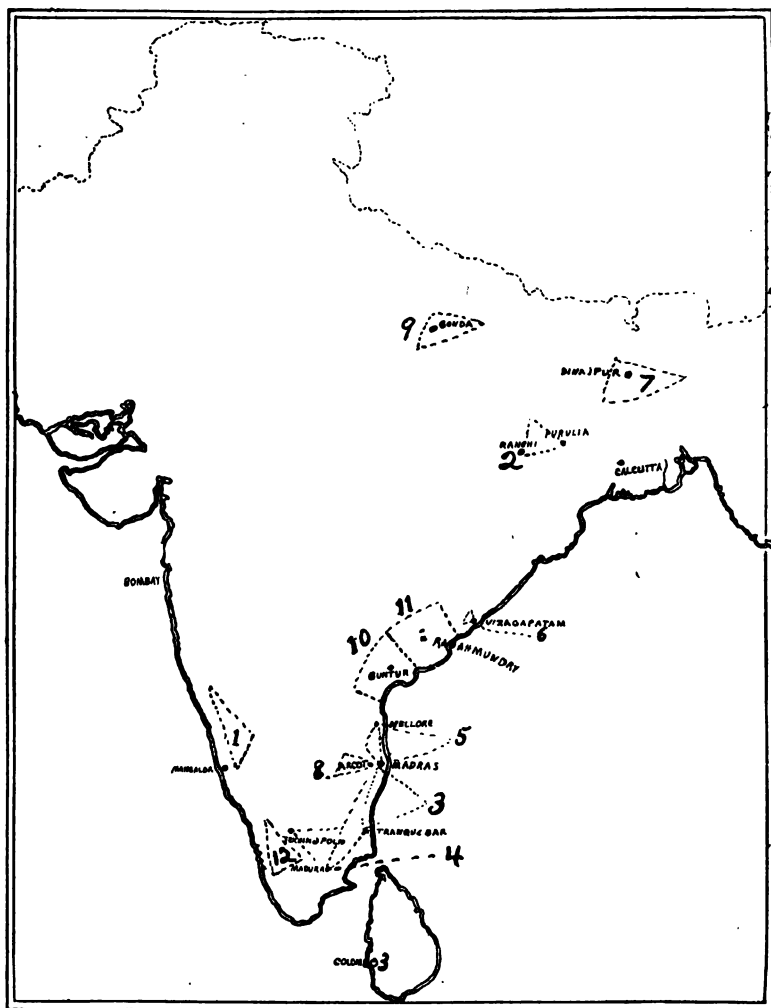 9
GONDA
DINAJPUR
7
RANCHI
PURULIA
2
CALCUTTA
BOMBAY
11
10
VIZAGAPATAM
6
RAJAHMUNDRY
GUNTUR
NELLORE
1
5
MANGALOR
8
ARCOT
MADRAS
3
TRANQUEBAR
12
MADURA
4
COLOMBO
3